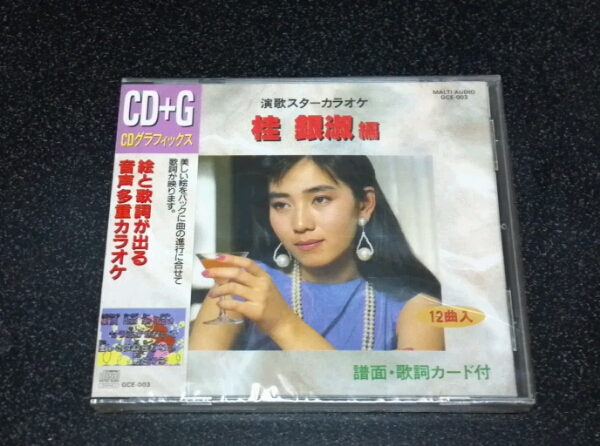 CD+G
CDグラフィックス
絵と歌詞が出る
音声多重カラオケ
美しい絵をバックに曲の進行に合せて
歌詞が映ります。
GCE-003
演歌スターカラオケ
桂 銀淑 編
MALTI AUDIO
GCE-003
12曲入
譜面・歌詞カード付